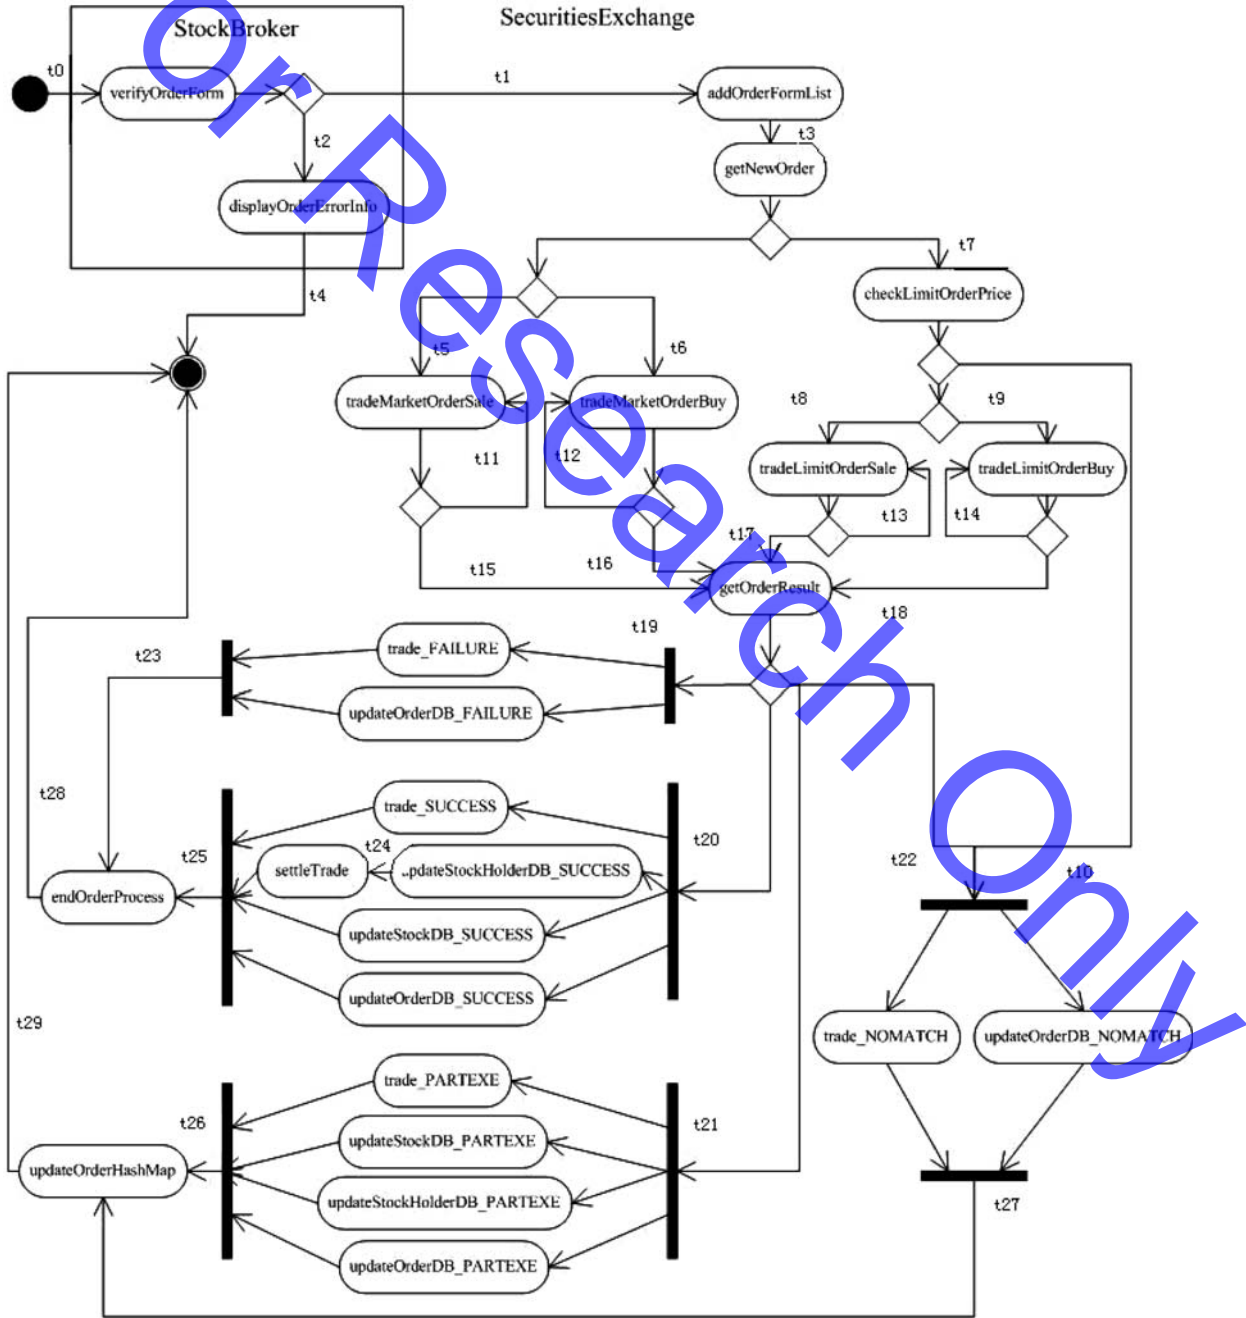 SecuritiesExchange
StockBroker
t0
verifyOrderForm
t1
addOrderFormList
t2
t3
getNewOrder
displayOrderErrorInfo
t4
t7
checkLimitOrderPrice
t5
t6
tradeMarketOrderSale
tradeMarketOrderBuy
t8
t9
t11
t12
tradeLimitOrderSale
tradeLimitOrderBuy
t13
t14
t17
t15
t16
getOrderResult
t18
t19
t23
trade_FAILURE
updateOrderDB_FAILURE
t28
trade_SUCCESS
t20
t24
t25
settleTrade
..pdateStockHolderDB_SUCCESS
t22
t10
endOrderProcess
updateStockDB_SUCCESS
updateOrderDB_SUCCESS
t29
trade_NOMATCH
updateOrderDB_NOMATCH
trade_PARTEXE
t26
t21
updateStockDB_PARTEXE
updateOrderHashMap
updateStockHolderDB_PARTEXE
t27
updateOrderDB_PARTEXE
or Research Only